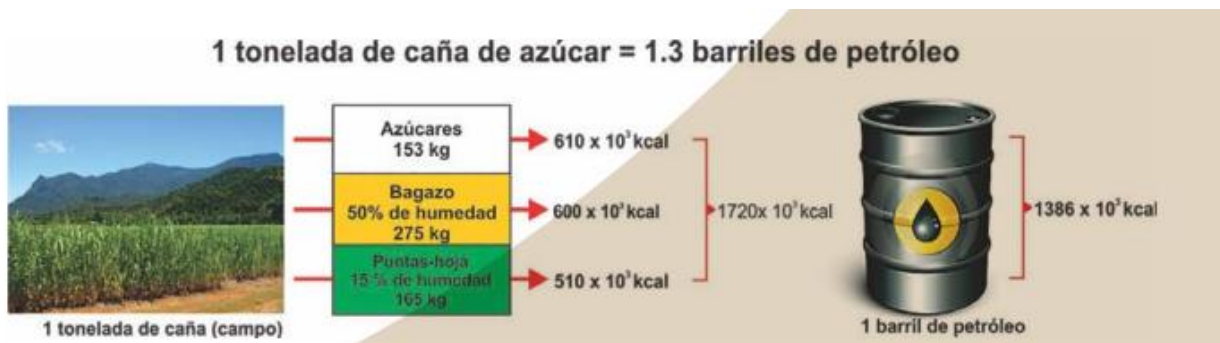 1 tonelada de caña de azúcar = 1.3 barriles de petróleo
Azúcares
153 kg
610 x 10³ kcal
Bagazo
50% de humedad
275 kg
600 x 10³ kcal
Puntas-hoja
15 % de humedad
165 kg
510 x 10³ kcal
1720x 10³ kcal
1386 x 10³ kcal
1 tonelada de caña (campo)
1 barril de petróleo